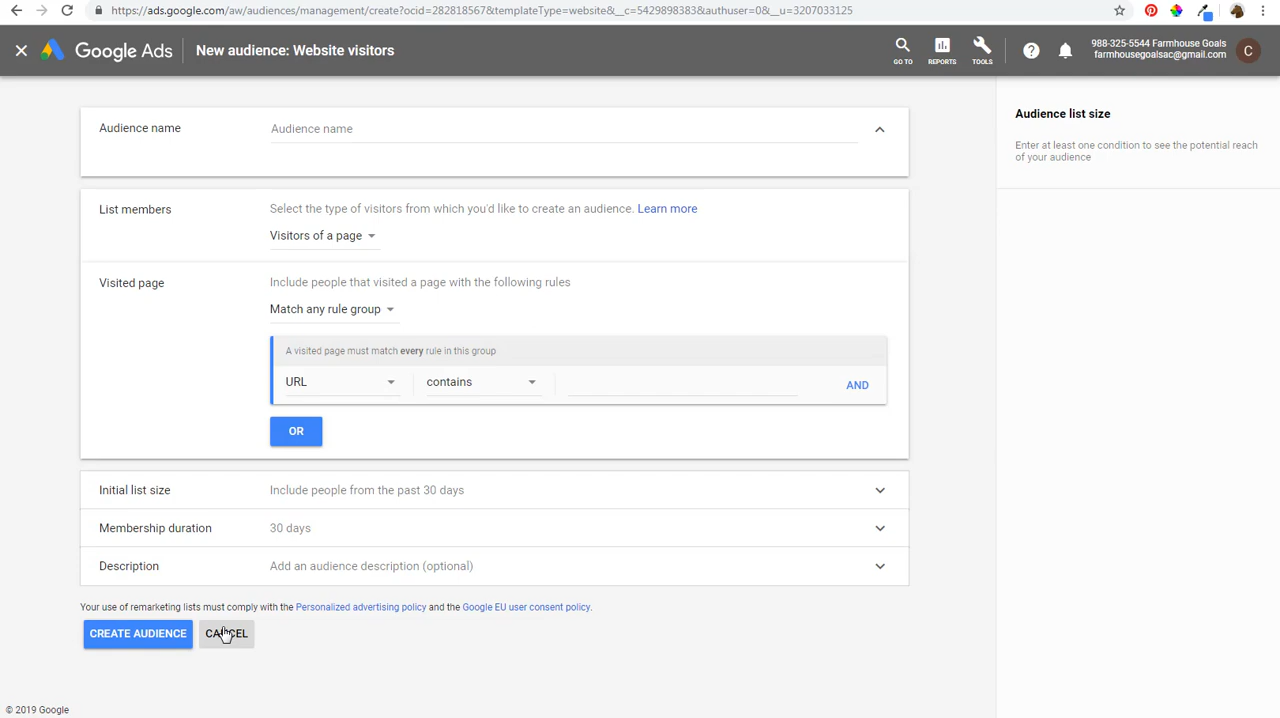 https://ads.google.com/aw/audiences/management/create?ocid=282818567&templateType=website&__c=5429898383&authuser=0&__u=3207033125
Google Ads
New audience: Website visitors
GO TO
REPORTS
TOOLS
988-325-5544 Farmhouse Goals
farmhousegoalsac@gmail.com
C
Audience name
Audience name
List members
Select the type of visitors from which you'd like to create an audience. Learn more
Visitors of a page
Visited page
Include people that visited a page with the following rules
Match any rule group
A visited page must match every rule in this group
URL
contains
AND
OR
Initial list size
Include people from the past 30 days
Membership duration
30 days
Description
Add an audience description (optional)
Your use of remarketing lists must comply with the Personalized advertising policy and the Google EU user consent policy.
CREATE AUDIENCE
CANCEL
© 2019 Google
Audience list size
Enter at least one condition to see the potential reach
of your audience